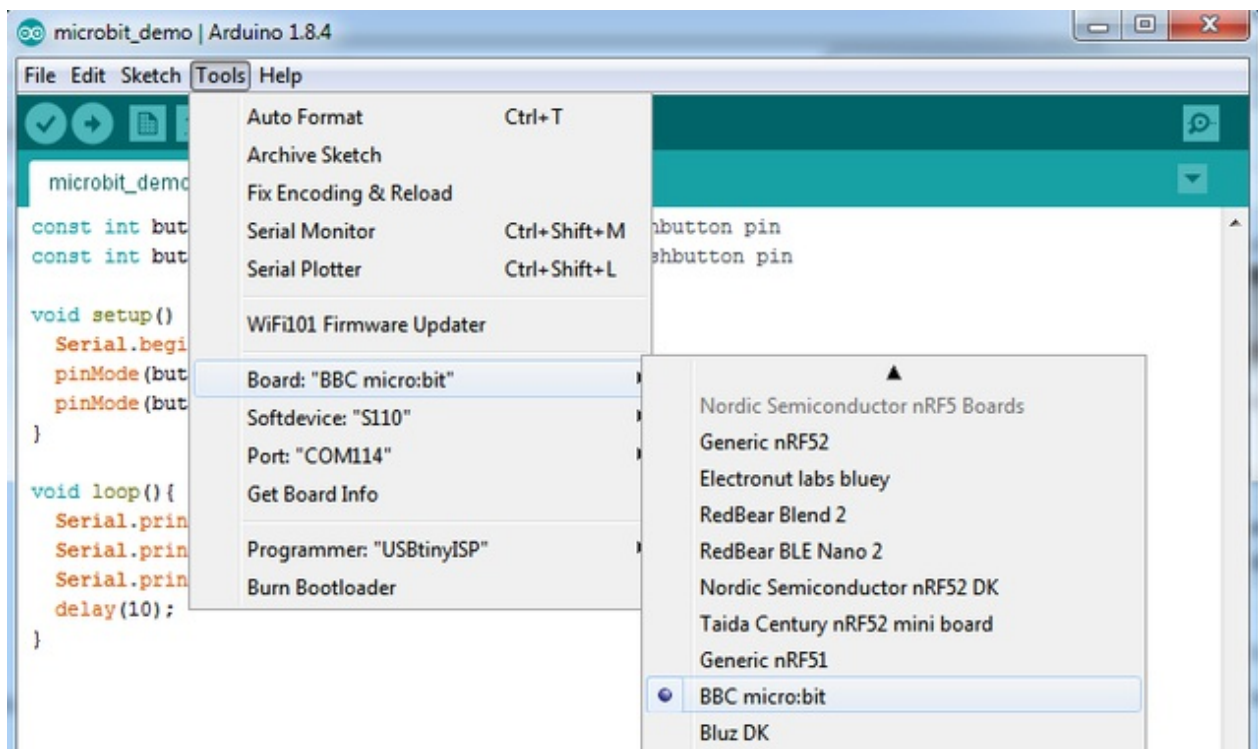 microbit_demo | Arduino 1.8.4
File Edit Sketch Tools Help
microbit_demo
Auto Format Ctrl+T
Archive Sketch
Fix Encoding & Reload
Serial Monitor Ctrl+Shift+M
Serial Plotter Ctrl+Shift+L
WiFi101 Firmware Updater
Board: "BBC micro:bit"
Softdevice: "S110"
Port: "COM114"
Get Board Info
Programmer: "USBtinyISP"
Burn Bootloader
Nordic Semiconductor nRF5 Boards
Generic nRF52
Electronut labs bluey
RedBear Blend 2
RedBear BLE Nano 2
Nordic Semiconductor nRF52 DK
Taida Century nRF52 mini board
Generic nRF51
BBC micro:bit
Bluz DK
const int but hbutton pin
const int but shbutton pin
void setup()
Serial.begi
pinMode(but
pinMode(but
}
void loop(){
Serial.prin
Serial.prin
Serial.prin
delay(10);
}